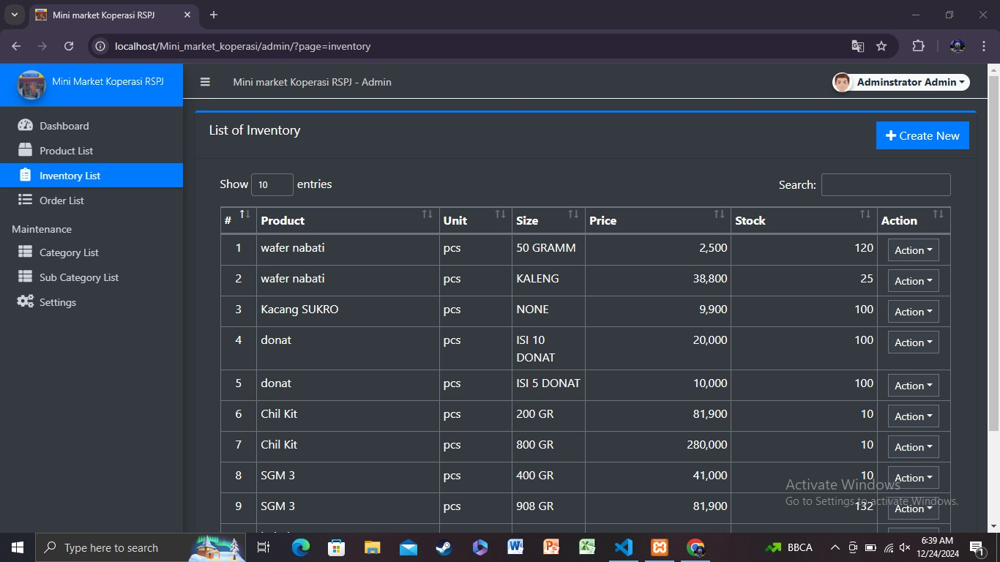 Mini market Koperasi RSPJ
localhost/Mini_market_koperasi/admin/?page=inventory
Mini Market Koperasi RSPJ
Mini market Koperasi RSPJ - Admin
Adminstrator Admin
Dashboard
Product List
Inventory List
Order List
Maintenance
Category List
Sub Category List
Settings
List of Inventory
Create New
Show 10 entries
Search:
# Product Unit Size Price Stock Action
1 wafer nabati pcs 50 GRAMM 2,500 120 Action
2 wafer nabati pcs KALENG 38,800 25 Action
3 Kacang SUKRO pcs NONE 9,900 100 Action
4 donat pcs ISI 10 DONAT 20,000 100 Action
5 donat pcs ISI 5 DONAT 10,000 100 Action
6 Chil Kit pcs 200 GR 81,900 10 Action
7 Chil Kit pcs 800 GR 280,000 10 Action
8 SGM 3 pcs 400 GR 41,000 10 Action
9 SGM 3 pcs 908 GR 81,900 132 Action
Activate Windows
Go to Settings to activate Windows.
Type here to search
BBCA
6:39 AM
12/24/2024
1